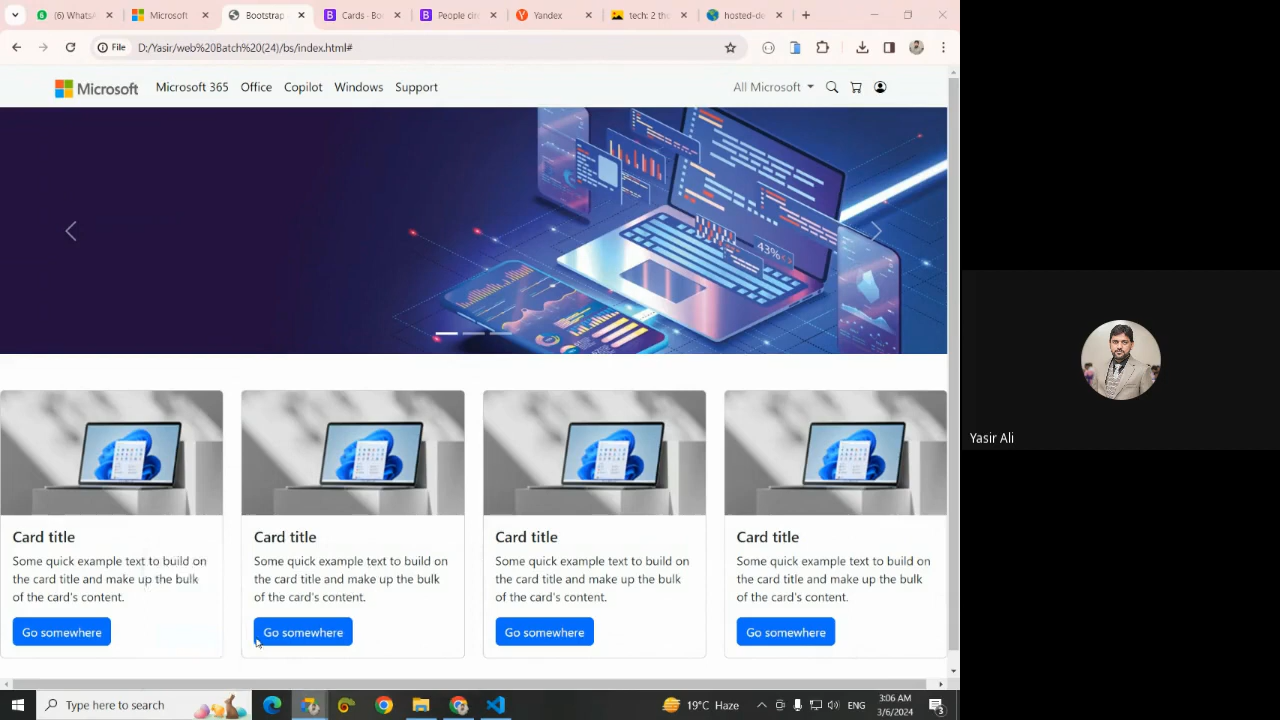 (6) WhatsA
Microsoft
Bootstrap
Cards - Bo
People cir
Yandex
tech: 2 th
hosted-de
File
D:/Yasir/web%20Batch%20(24)/bs/index.html#
Microsoft
Microsoft 365
Office
Copilot
Windows
Support
All Microsoft
43%
Card title
Some quick example text to build on
the card title and make up the bulk
of the card's content.
Go somewhere
Card title
Some quick example text to build on
the card title and make up the bulk
of the card's content.
Go somewhere
Card title
Some quick example text to build on
the card title and make up the bulk
of the card's content.
Go somewhere
Card title
Some quick example text to build on
the card title and make up the bulk
of the card's content.
Go somewhere
Yasir Ali
Type here to search
19°C Haze
ENG
3:06 AM
3/6/2024
3